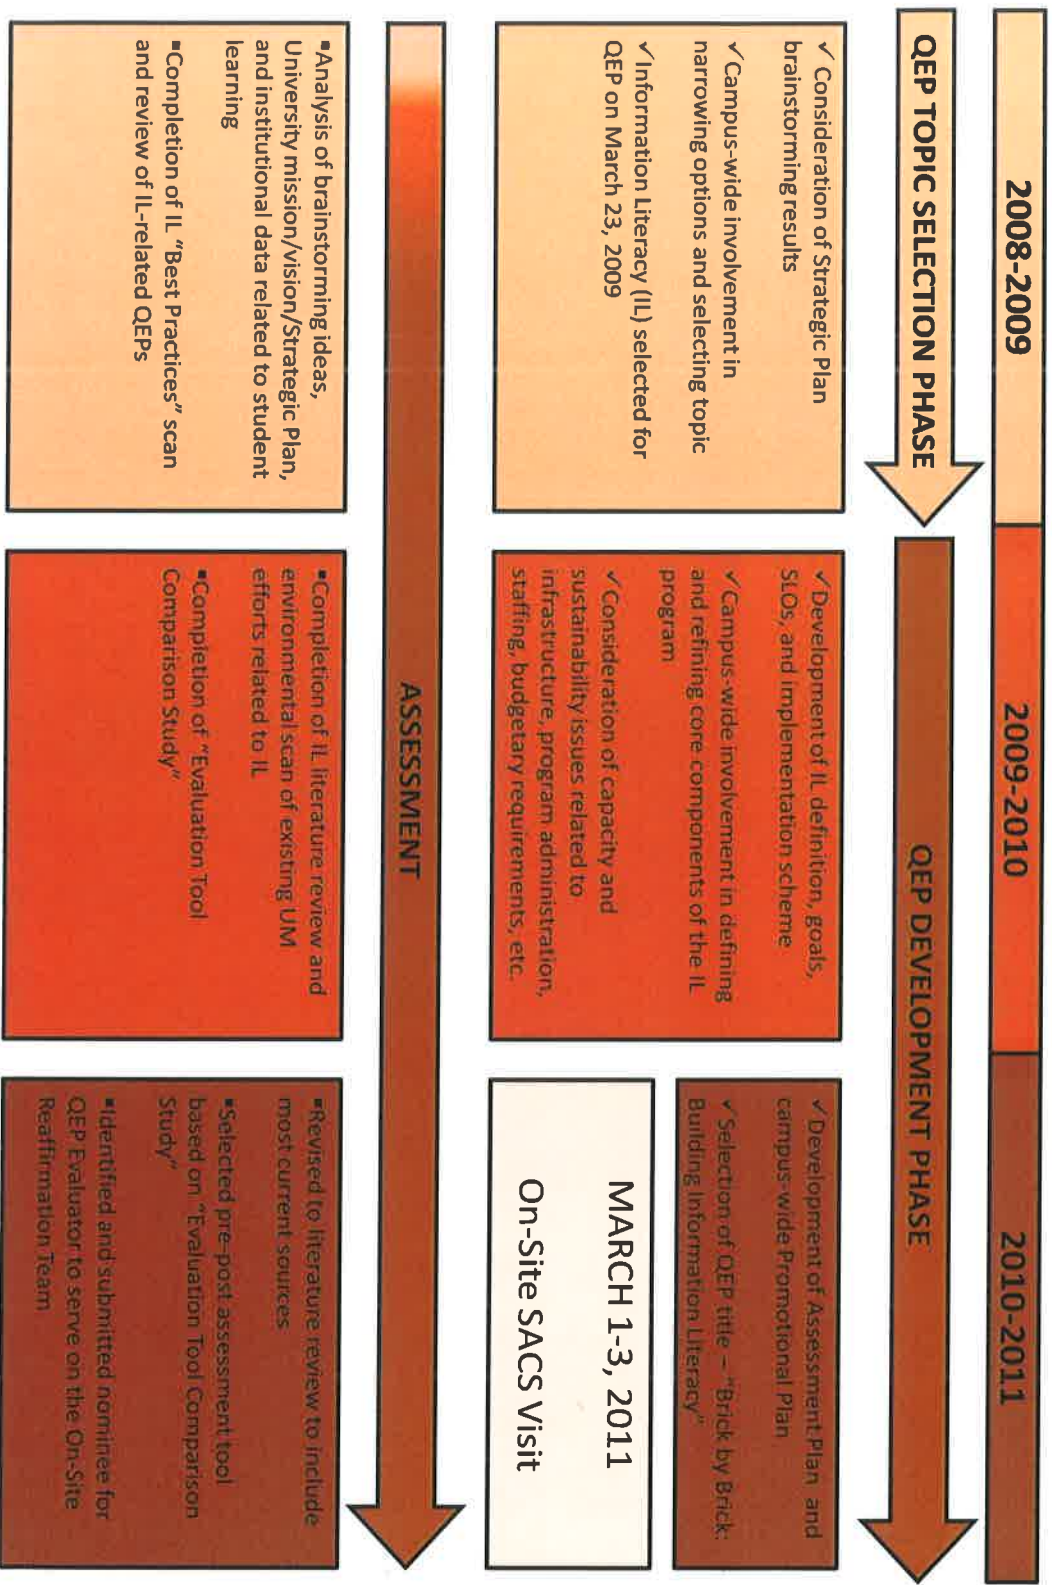 2008-2009
2009-2010
2010-2011
QEP TOPIC SELECTION PHASE
QEP DEVELOPMENT PHASE
✓Consideration of Strategic Plan
brainstorming results
✓Campus-wide involvement in
narrowing options and selecting topic
✓Information Literacy (IL) selected for
QEP on March 23, 2009
✓Development of IL definition, goals,
SLOs, and implementation scheme
✓Campus-wide involvement in defining
and refining core components of the IL
program
✓Consideration of capacity and
sustainability issues related to
infrastructure, program administration,
staffing, budgetary requirements, etc.
✓Development of Assessment Plan and
campus-wide Promotional Plan
✓Selection of QEP title – "Brick by Brick:
Building Information Literacy"
MARCH 1-3, 2011
On-Site SACS Visit
ASSESSMENT
▪Analysis of brainstorming ideas,
University mission/vision/Strategic Plan,
and institutional data related to student
learning
▪Completion of IL "Best Practices" scan
and review of IL-related QEPs
▪Completion of IL literature review and
environmental scan of existing UM
efforts related to IL
▪Completion of "Evaluation Tool
Comparison Study"
▪Revised to literature review to include
most current sources
▪Selected pre-post assessment tool
based on "Evaluation Tool Comparison
Study"
▪Identified and submitted nominee for
QEP Evaluator to serve on the On-Site
Reaffirmation Team